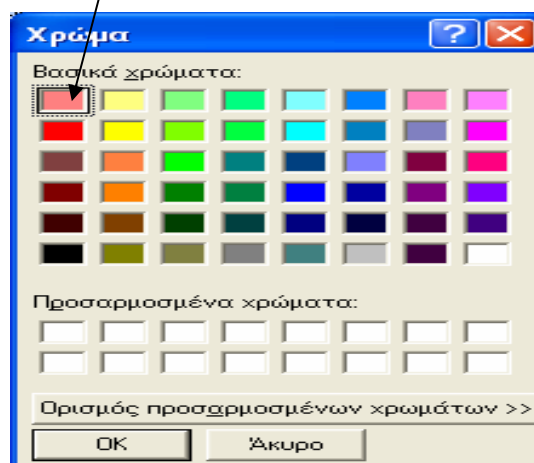 Χρώμα
Βασικά χρώματα:
Προσαρμοσμένα χρώματα:
Ορισμός προσαρμοσμένων χρωμάτων >>
OK Άκυρο